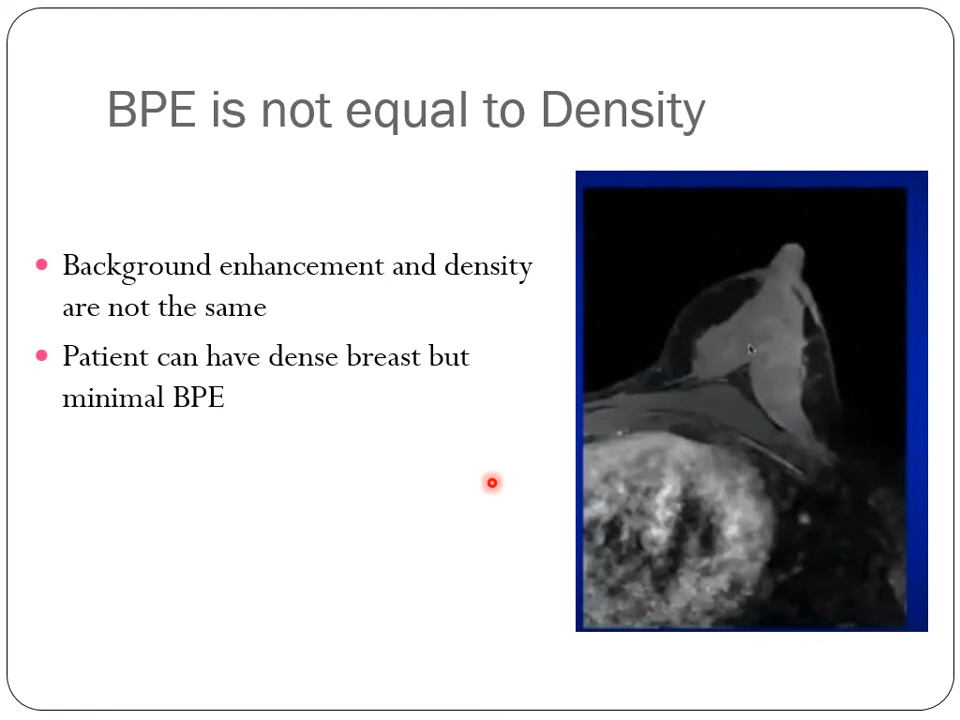 BPE is not equal to Density
Background enhancement and density
are not the same
Patient can have dense breast but
minimal BPE